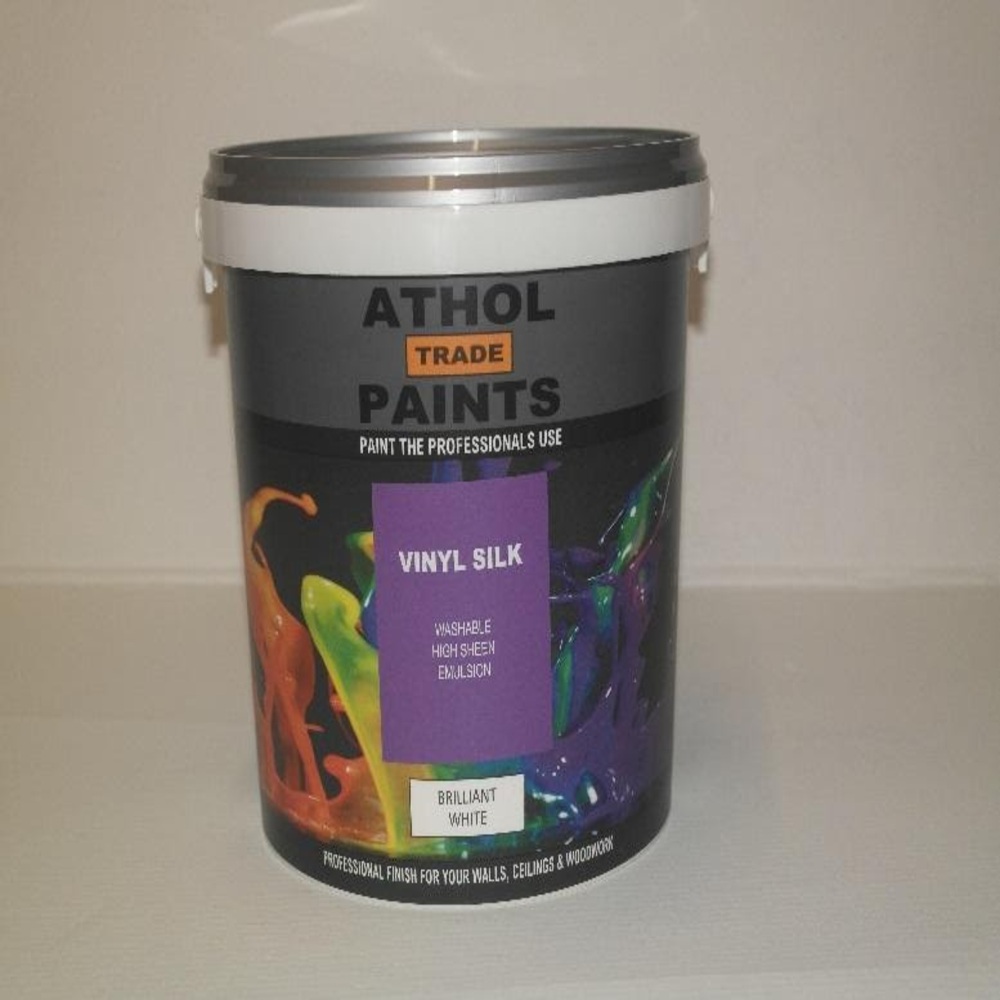 ATHOL
TRADE
PAINTS
PAINT THE PROFESSIONALS USE
VINYL SILK
WASHABLE
HIGH SHEEN
EMULSION
BRILLIANT
WHITE
PROFESSIONAL FINISH FOR YOUR WALLS, CEILINGS & WOODWORK